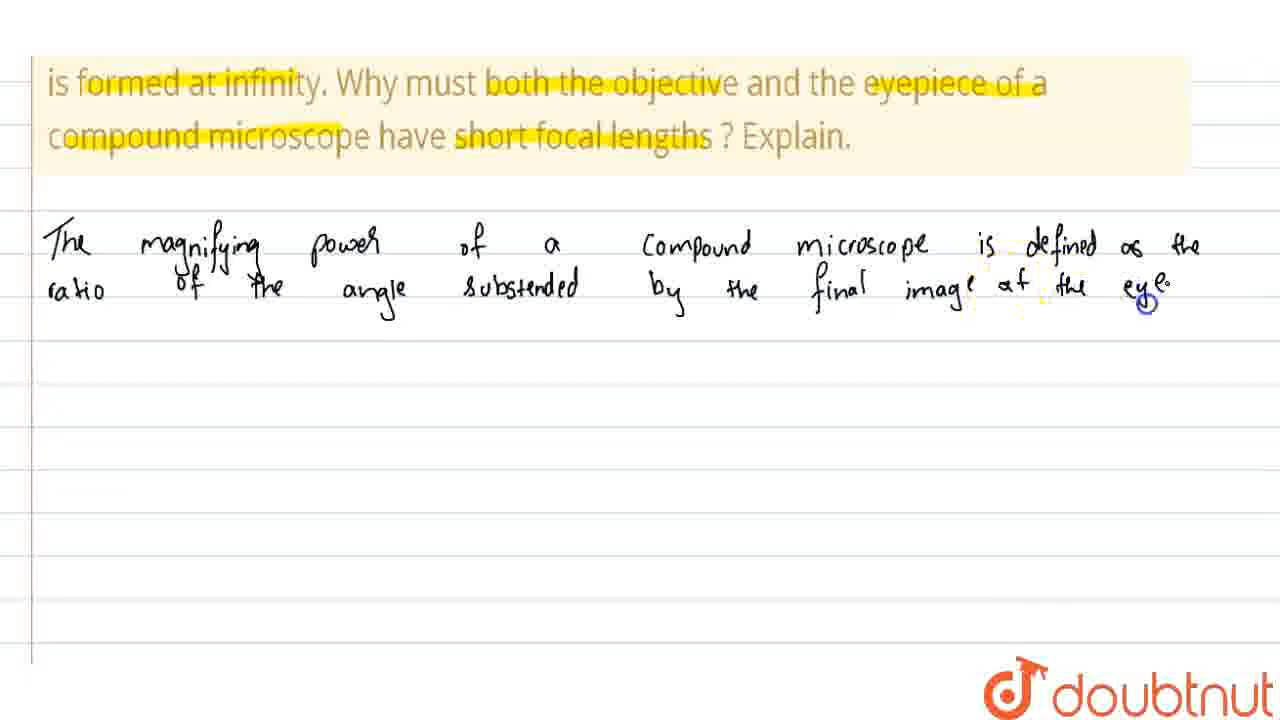 is formed at infinity. Why must both the objective and the eyepiece of a
compound microscope have short focal lengths ? Explain.
The magnifying power of a compound microscope is defined as the
ratio of the angle substended by the final image at the eye.
doubtnut